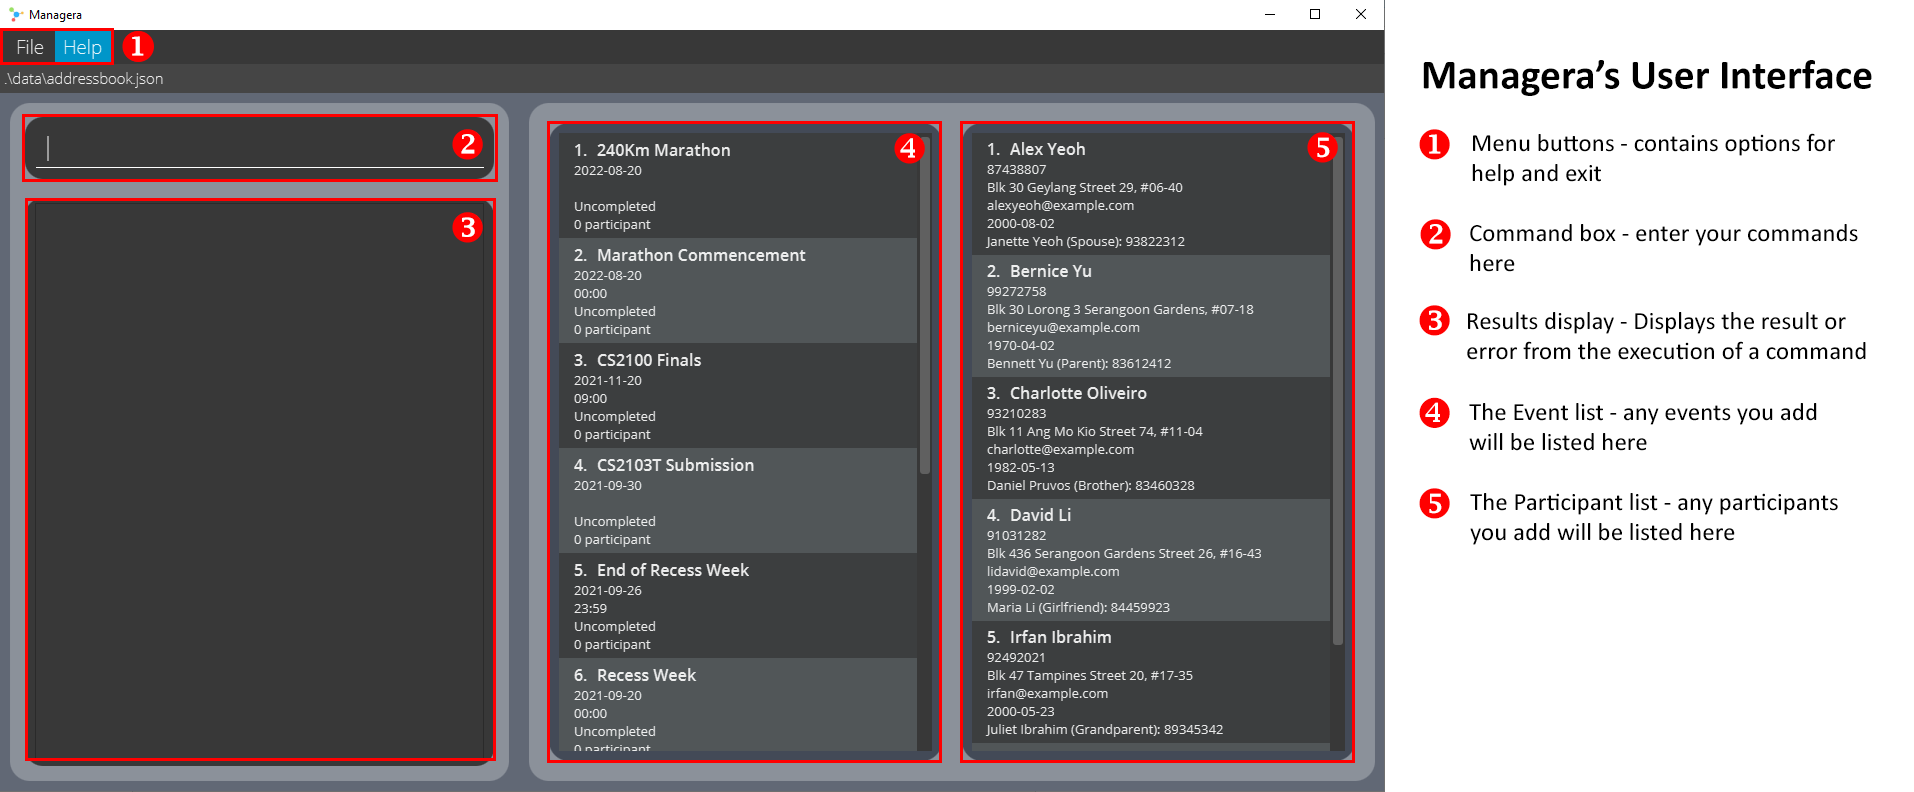 Managera
File Help 1
.\data\addressbook.json
2
3
4
1. 240Km Marathon
2022-08-20
Uncompleted
0 participant
2. Marathon Commencement
2022-08-20
00:00
Uncompleted
0 participant
3. CS2100 Finals
2021-11-20
09:00
Uncompleted
0 participant
4. CS2103T Submission
2021-09-30
Uncompleted
0 participant
5. End of Recess Week
2021-09-26
23:59
Uncompleted
0 participant
6. Recess Week
2021-09-20
00:00
Uncompleted
0 participant
5
1. Alex Yeoh
87438807
Blk 30 Geylang Street 29, #06-40
alexyeoh@example.com
2000-08-02
Janette Yeoh (Spouse): 93822312
2. Bernice Yu
99272758
Blk 30 Lorong 3 Serangoon Gardens, #07-18
berniceyu@example.com
1970-04-02
Bennett Yu (Parent): 83612412
3. Charlotte Oliveiro
93210283
Blk 11 Ang Mo Kio Street 74, #11-04
charlotte@example.com
1982-05-13
Daniel Pruvos (Brother): 83460328
4. David Li
91031282
Blk 436 Serangoon Gardens Street 26, #16-43
lidavid@example.com
1999-02-02
Maria Li (Girlfriend): 84459923
5. Irfan Ibrahim
92492021
Blk 47 Tampines Street 20, #17-35
irfan@example.com
2000-05-23
Juliet Ibrahim (Grandparent): 89345342
Managera's User Interface
1 Menu buttons - contains options for
help and exit
2 Command box - enter your commands
here
3 Results display - Displays the result or
error from the execution of a command
4 The Event list - any events you add
will be listed here
5 The Participant list - any participants
you add will be listed here